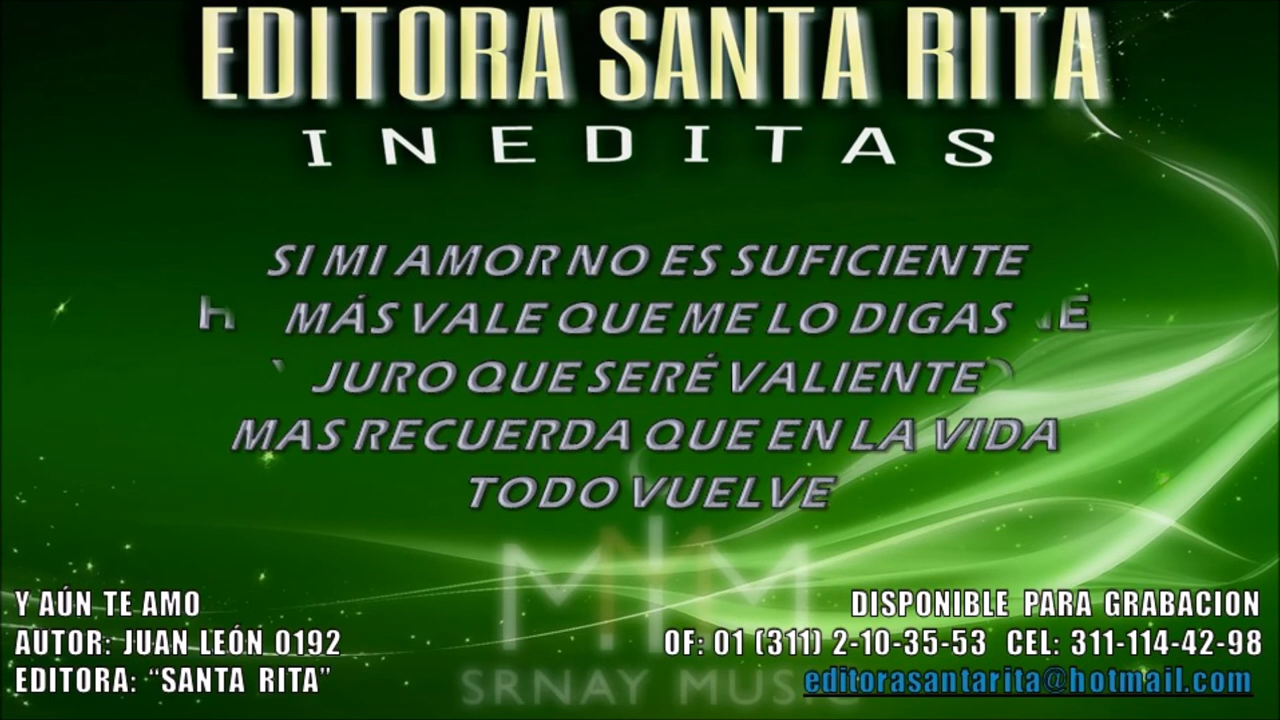 EDITORA SANTA RITA
INEDITAS
SI MI AMOR NO ES SUFICIENTE
MÁS VALE QUE ME LO DIGAS
JURO QUE SERÉ VALIENTE
MAS RECUERDA QUE EN LA VIDA
TODO VUELVE
Y AÚN TE AMO
AUTOR: JUAN LEÓN 0192
EDITORA: “SANTA RITA”
DISPONIBLE PARA GRABACION
OF: 01 (311) 2-10-35-53 CEL: 311-114-42-98
editorasantarita@hotmail.com
SRNAY